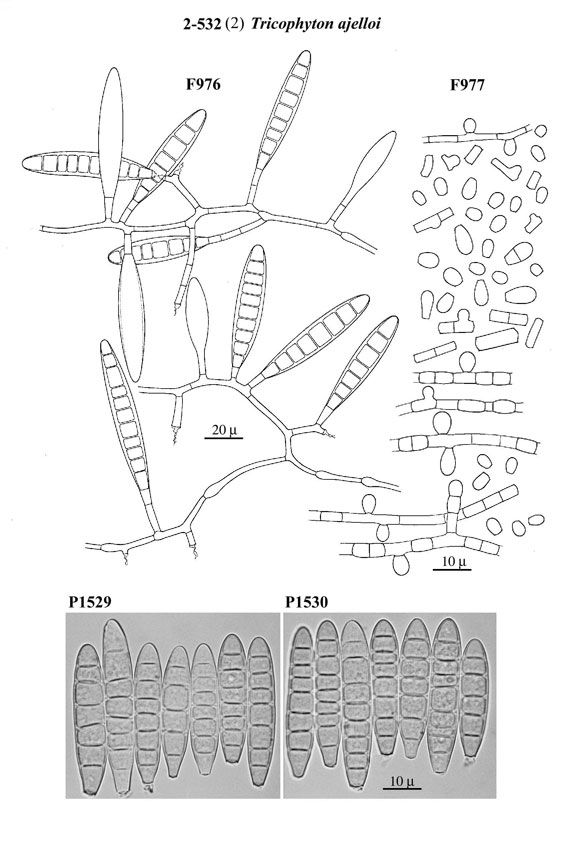 2-532 (2) Tricophyton ajelloi
F976
F977
20 µ
10 µ
P1529
P1530
10 µ